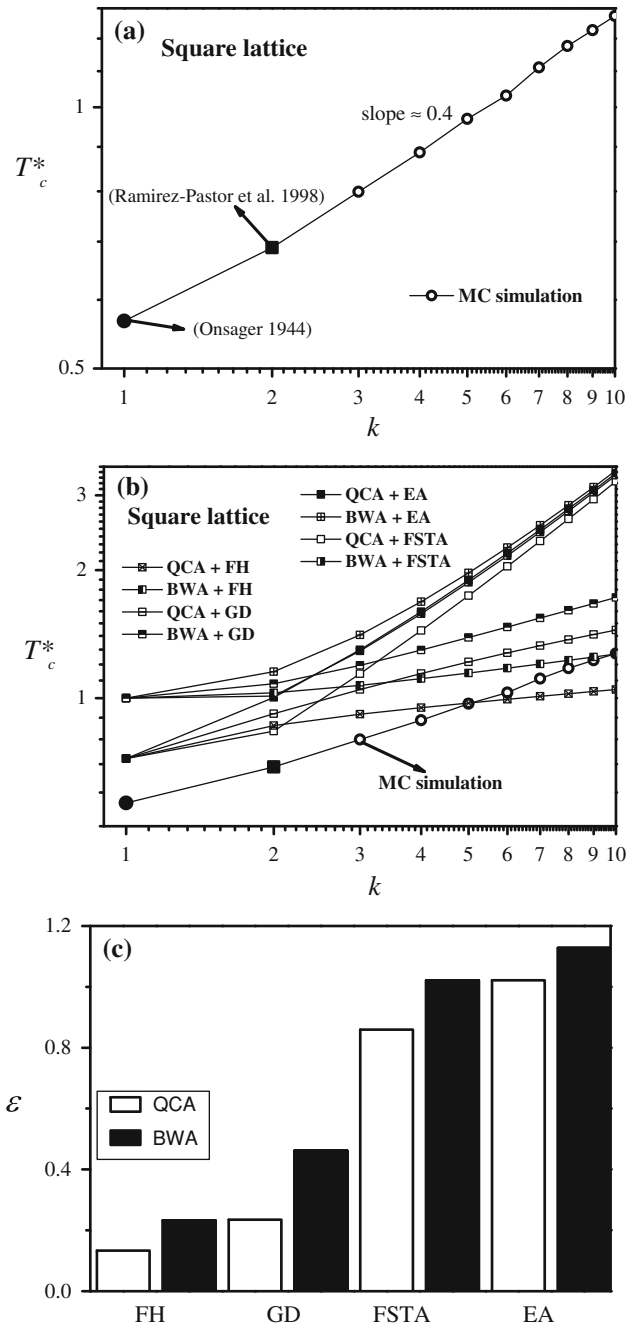 (a)
Square lattice
1
slope ≈ 0.4
T*c
(Ramirez-Pastor et al. 1998)
MC simulation
(Onsager 1944)
0.5
1 2 3 4 5 6 7 8 9 10
k
(b)
3
QCA + EA
BWA + EA
Square lattice
QCA + FSTA
BWA + FSTA
2
QCA + FH
BWA + FH
QCA + GD
BWA + GD
T*c
1
MC simulation
1 2 3 4 5 6 7 8 9 10
k
1.2
(c)
0.8
ε
QCA
BWA
0.4
0.0
FH GD FSTA EA